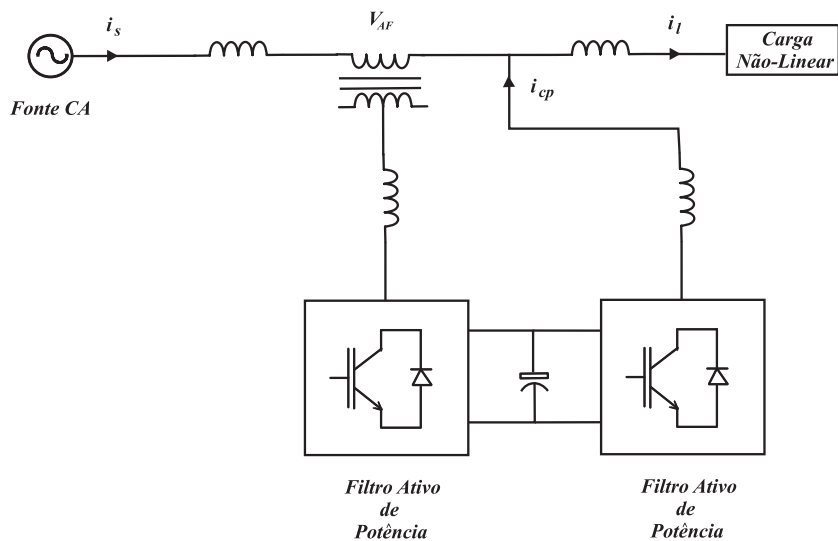 V_AF
i_s
i_l
Carga
Não-Linear
Fonte CA
i_cp
Filtro Ativo
de
Potência
Filtro Ativo
de
Potência